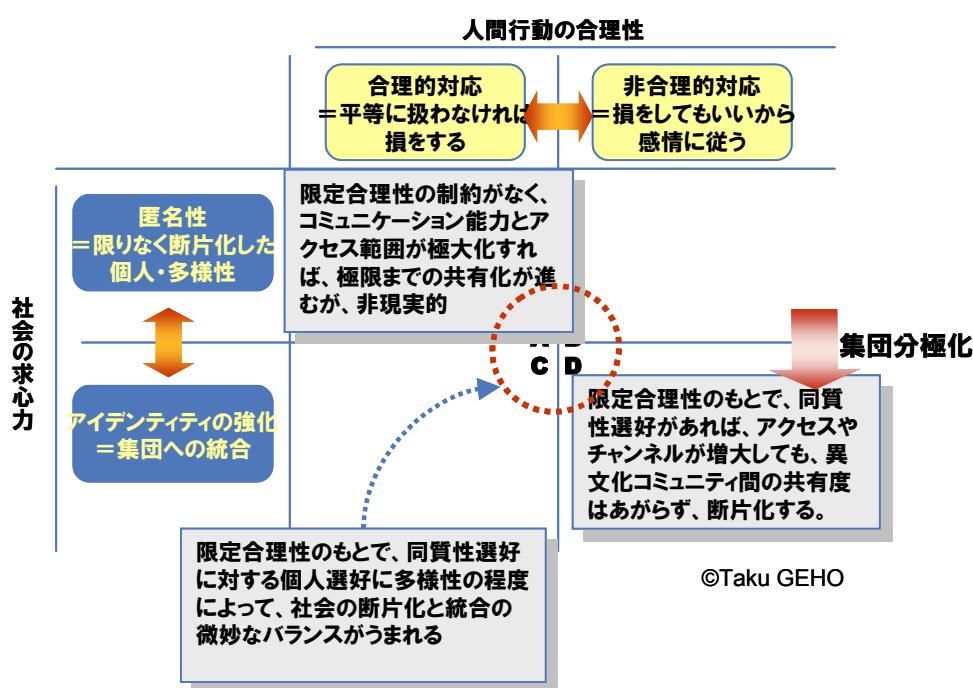 人間行動の合理性
合理的対応
＝平等に扱わなければ
損をする
非合理的対応
＝損をしてもいいから
感情に従う
社会の求心力
匿名性
＝限りなく断片化した
個人・多様性
限定合理性の制約がなく、
コミュニケーション能力とア
クセス範囲が極大化すれ
ば、極限までの共有化が進
むが、非現実的
C D
集団分極化
アイデンティティの強化
＝集団への統合
限定合理性のもとで、同質
性選好があれば、アクセスや
チャンネルが増大しても、異
文化コミュニティ間の共有度
はあがらず、断片化する。
限定合理性のもとで、同質性選好
に対する個人選好に多様性の程度
によって、社会の断片化と統合の
微妙なバランスがうまれる
©Taku GEHO